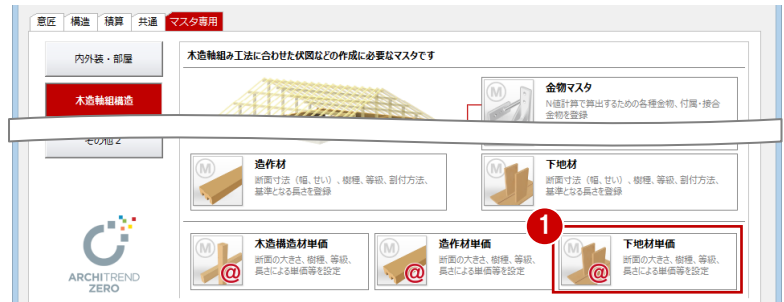 意匠 構造 積算 共通 マスタ専用
内外装・部屋
木造軸組み工法に合わせた伏図などの作成に必要なマスタです
木造軸組構造
M
金物マスタ
N値計算で算出するための各種金物、付属・接合
金物を登録
その他2
M
造作材
断面寸法(幅、せい)、樹種、等級、割付方法、
基準となる長さを登録
M
下地材
断面寸法(幅、せい)、樹種、等級、割付方法、
基準となる長さを登録
1
M
@
木造構造材単価
断面の大きさ、樹種、等級、
長さによる単価等を設定
M
@
造作材単価
断面の大きさ、樹種、等級、
長さによる単価等を設定
M
@
下地材単価
断面の大きさ、樹種、等級、
長さによる単価等を設定
ARCHITREND
ZERO